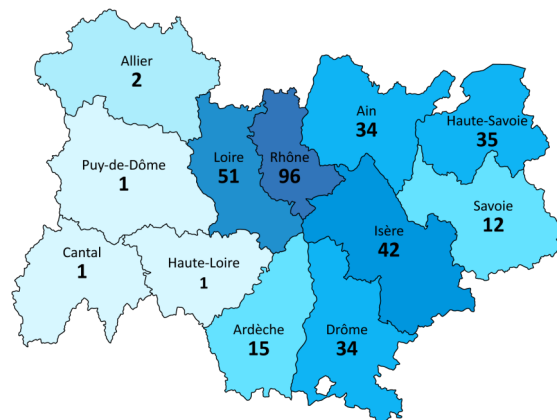 Allier
2
Ain
34
Haute-Savoie
35
Puy-de-Dôme
1
Loire
51
Rhône
96
Savoie
12
Isère
42
Cantal
1
Haute-Loire
1
Ardèche
15
Drôme
34